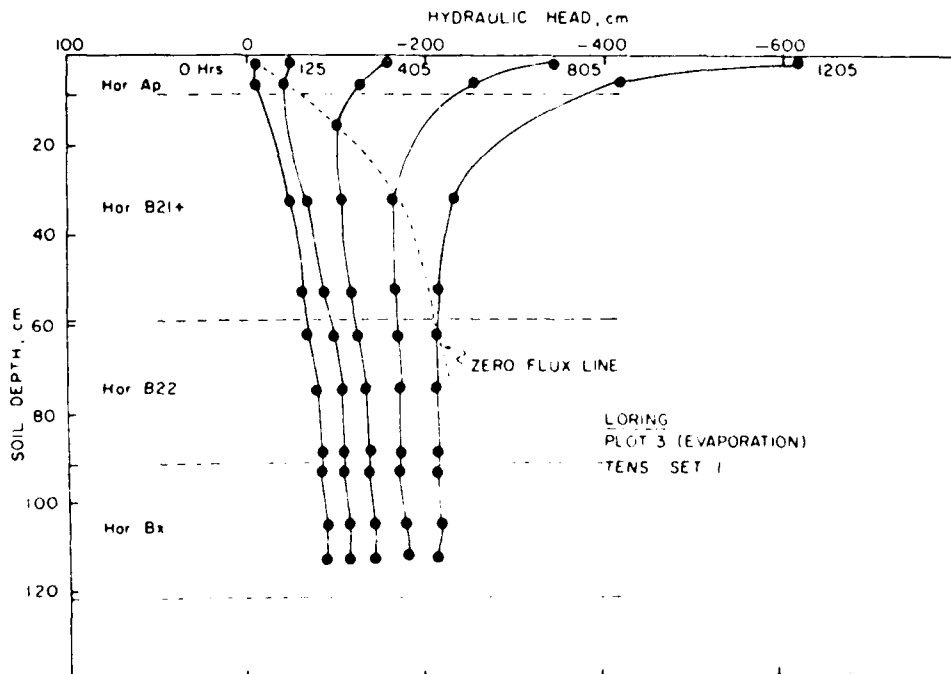 HYDRAULIC HEAD, cm
100 0 -200 -400 -600
0 Hrs 125 405 805 1205
Hor Ap
20
Hor B21+
40
60
ZERO FLUX LINE
SOIL DEPTH, cm
Hor B22
80
LORING
PLOT 3 (EVAPORATION)
TENS SET 1
100
Hor Bx
120